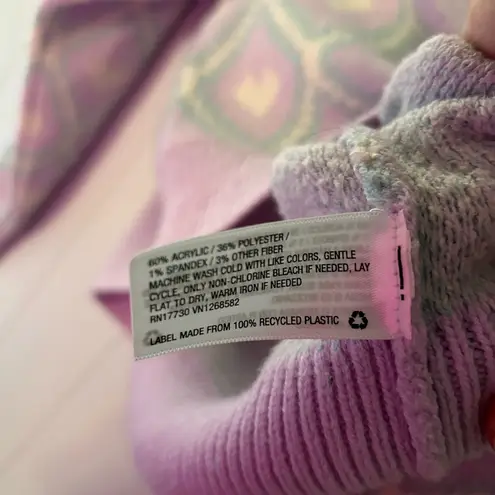 60% ACRYLIC / 36% POLYESTER /
1% SPANDEX / 3% OTHER FIBER
MACHINE WASH COLD WITH LIKE COLORS, GENTLE
CYCLE, ONLY NON-CHLORINE BLEACH IF NEEDED, LAY
FLAT TO DRY, WARM IRON IF NEEDED
RN17730 VN1268582
LABEL MADE FROM 100% RECYCLED PLASTIC